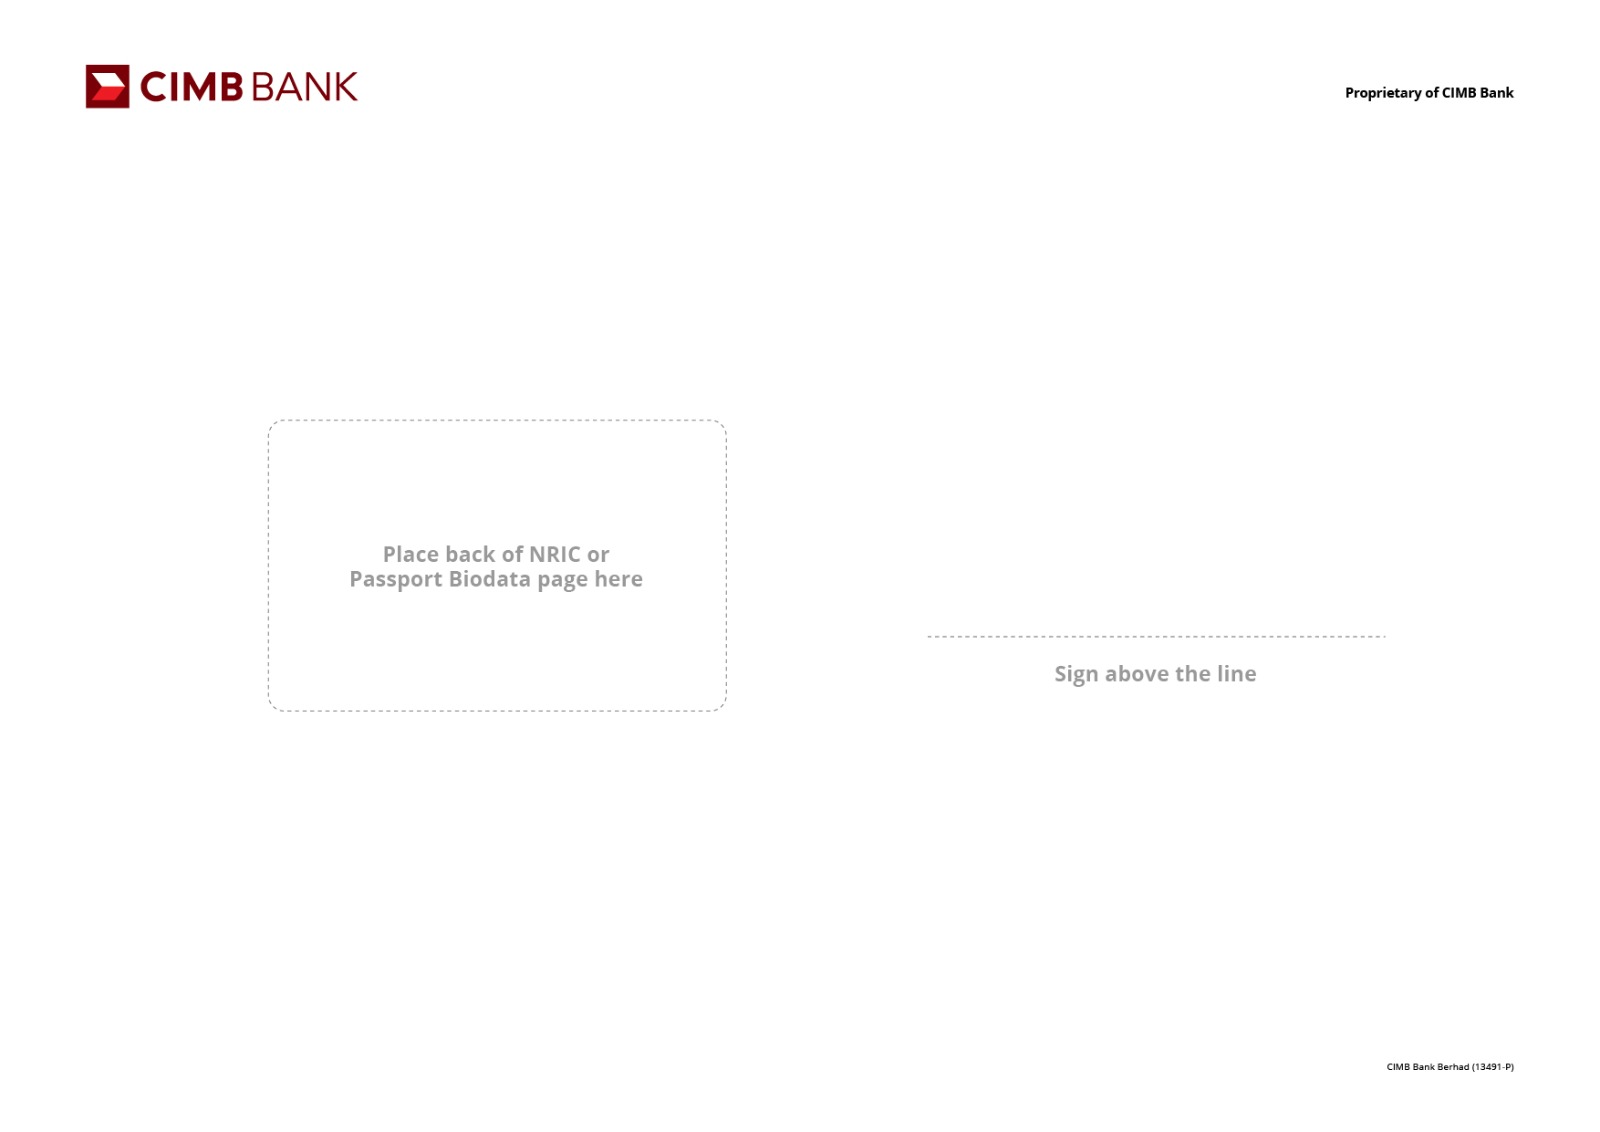 CIMB BANK
Proprietary of CIMB Bank
Place back of NRIC or
Passport Biodata page here
Sign above the line
CIMB Bank Berhad (13491-P)